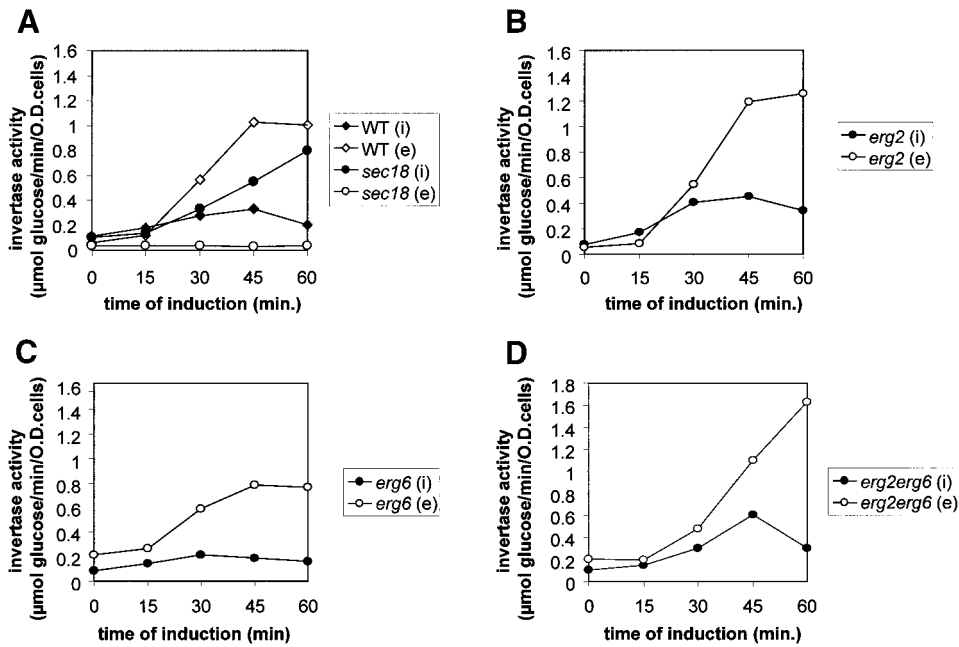 A
1.6
1.4
1.2
1
0.8
0.6
0.4
0.2
0
0 15 30 45 60
invertase activity
(µmol glucose/min/O.D.cells)
time of induction (min.)
WT (i)
WT (e)
sec18 (i)
sec18 (e)
B
1.6
1.4
1.2
1
0.8
0.6
0.4
0.2
0
0 15 30 45 60
invertase activity
(µmol glucose/min/O.D.cells)
time of induction (min.)
erg2 (i)
erg2 (e)
C
1.6
1.4
1.2
1
0.8
0.6
0.4
0.2
0
0 15 30 45 60
invertase activity
(µmol glucose/min/O.D.cells)
time of induction (min)
erg6 (i)
erg6 (e)
D
1.8
1.6
1.4
1.2
1
0.8
0.6
0.4
0.2
0
0 15 30 45 60
invertase activity
(µmol glucose/min/O.D.cells)
time of induction (min.)
erg2erg6 (i)
erg2erg6 (e)